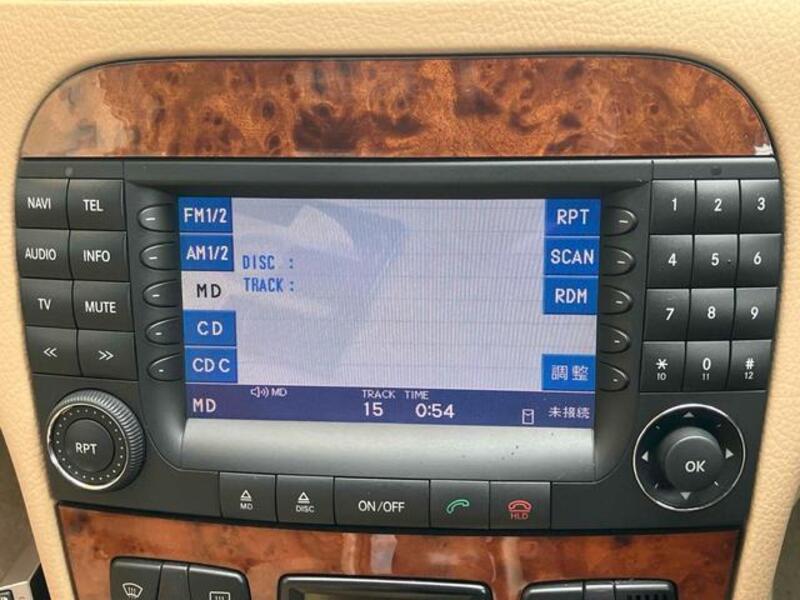 NAVI TEL
AUDIO INFO
TV MUTE
<< >>
RPT
FM1/2
AM1/2
MD
CD
CD C
DISC :
TRACK :
RPT
SCAN
RDM
調整
MD
MD
TRACK TIME
15 0:54
未接続
1 2 3
4 5 6
7 8 9
* 0 #
10 11 12
OK
MD
DISC
ON/OFF
HLD